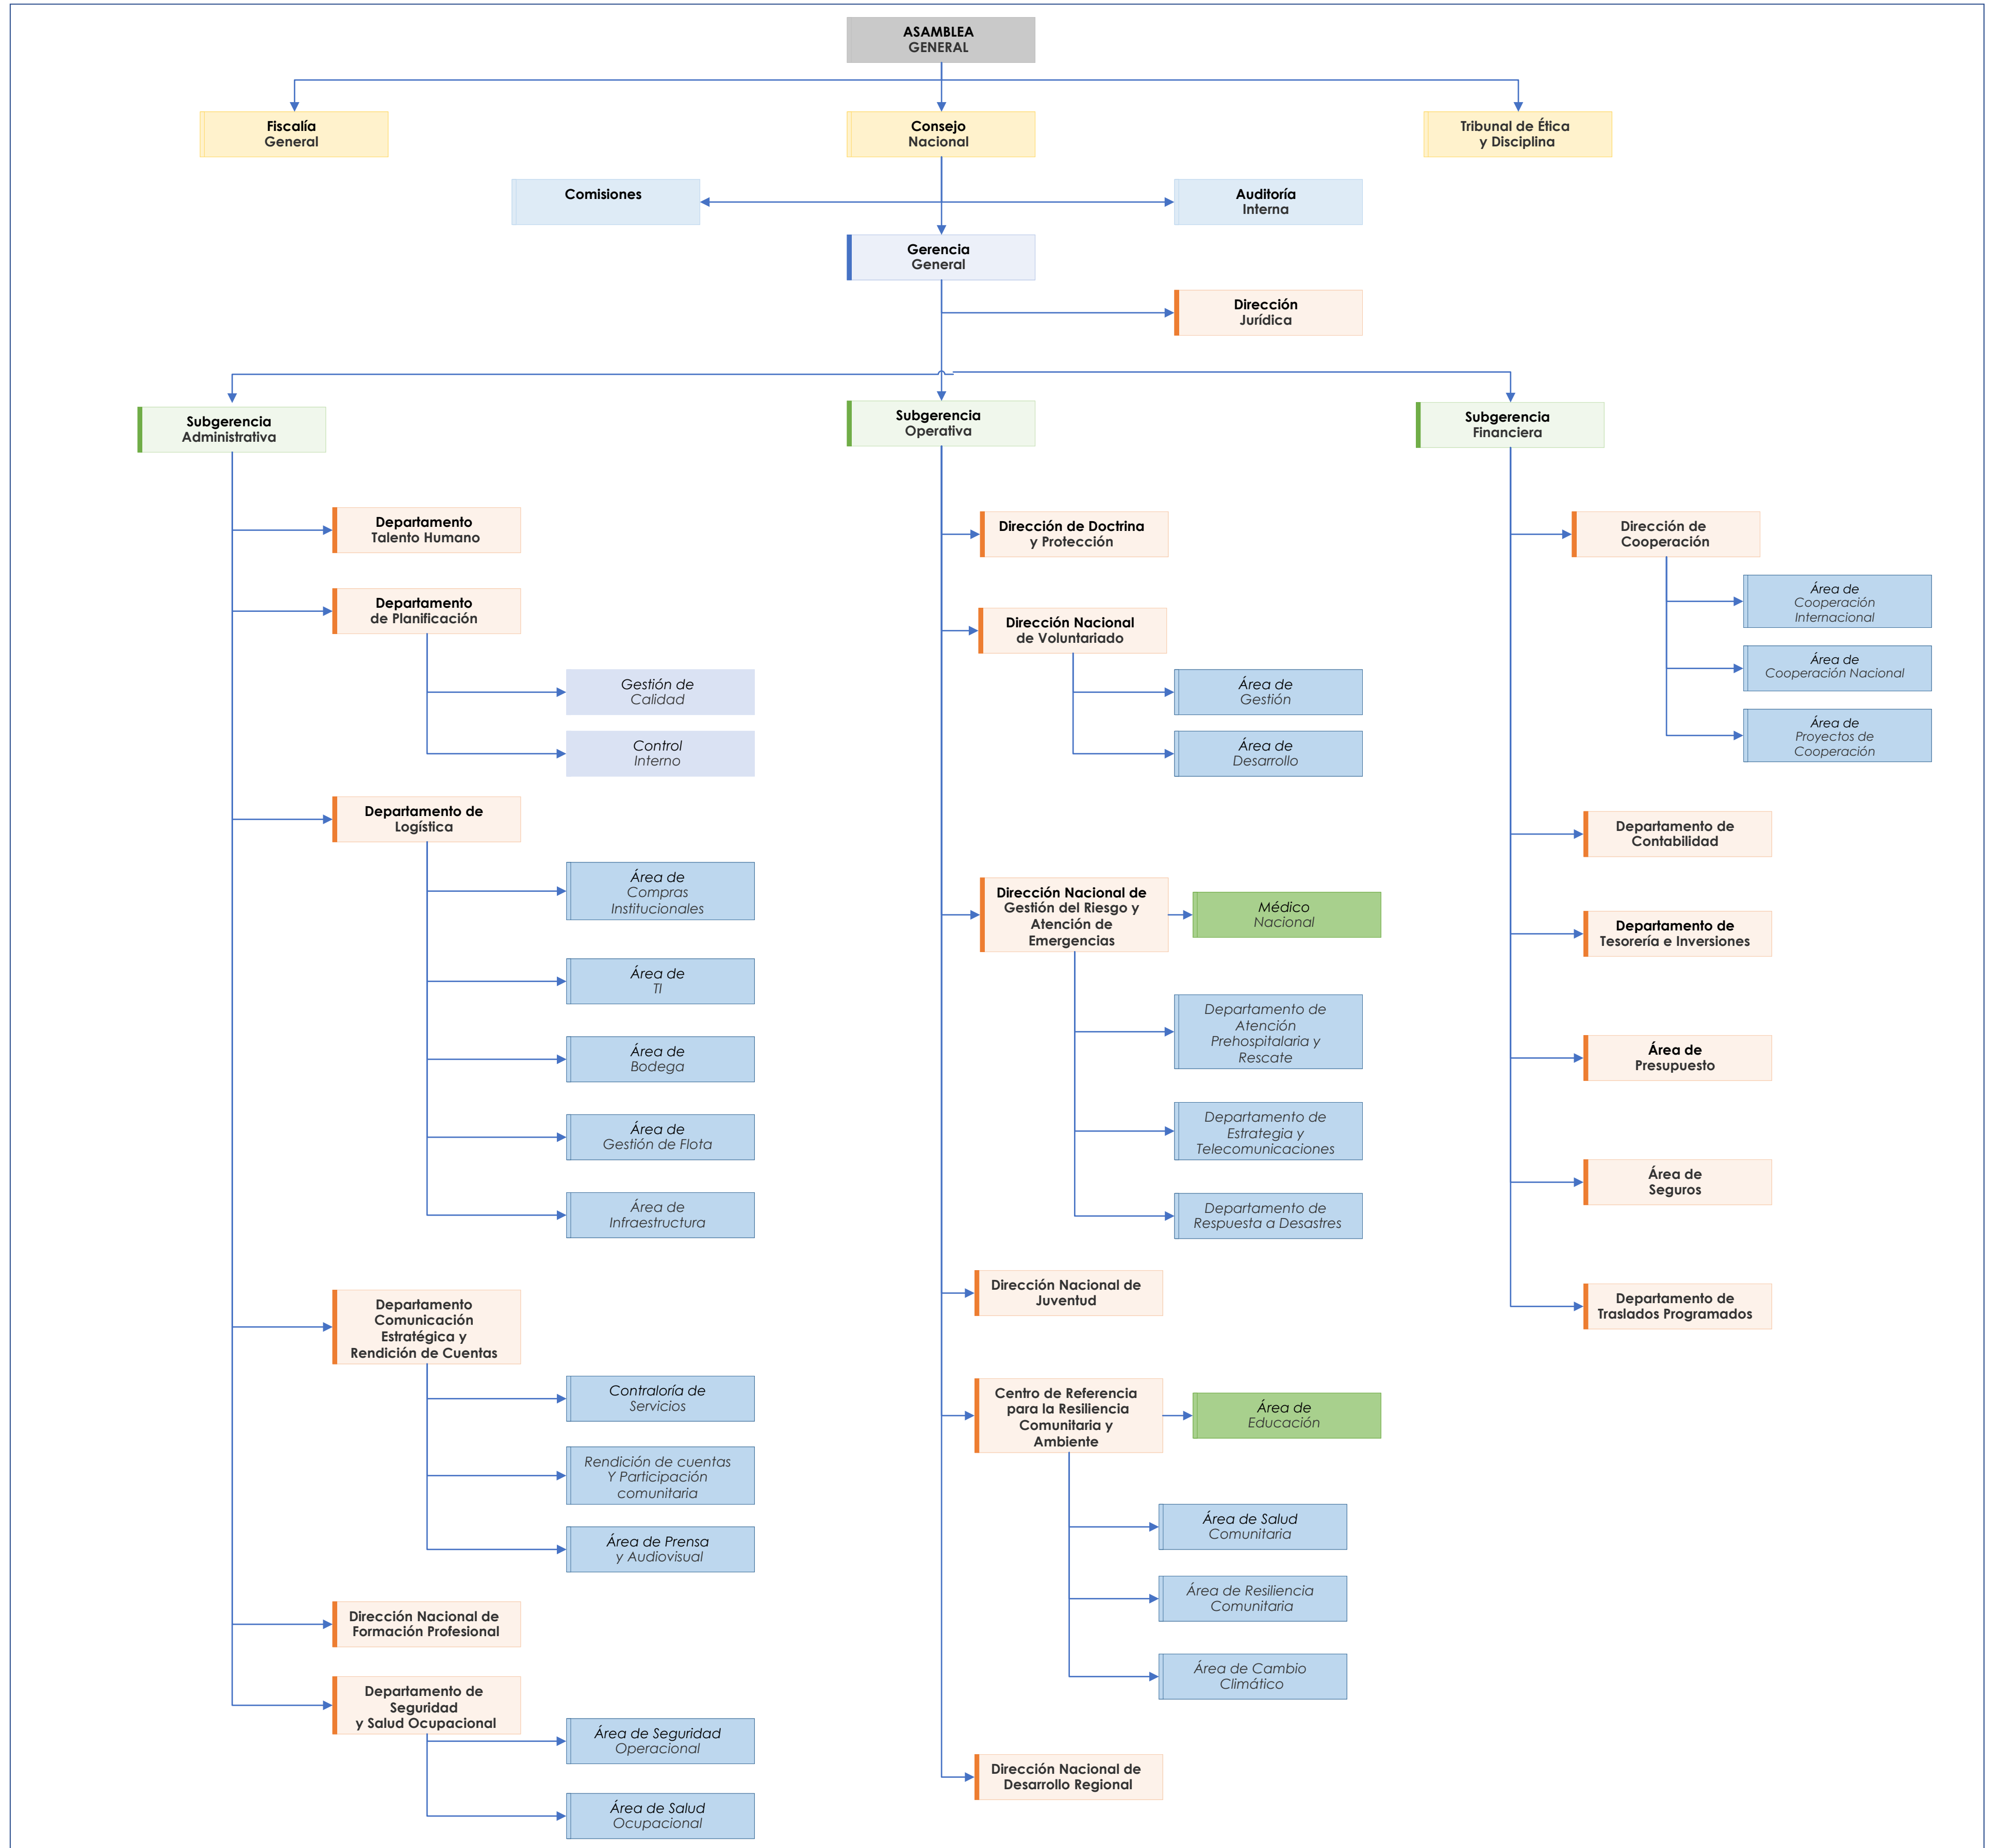 ASAMBLEA
GENERAL
Fiscalía
General
Consejo
Nacional
Tribunal de Ética
y Disciplina
Comisiones
Auditoría
Interna
Gerencia
General
Dirección
Jurídica
Subgerencia
Administrativa
Subgerencia
Operativa
Subgerencia
Financiera
Departamento
Talento Humano
Departamento
de Planificación
Gestión de
Calidad
Control
Interno
Departamento de
Logística
Área de
Compras
Institucionales
Área de
TI
Área de
Bodega
Área de
Gestión de Flota
Área de
Infraestructura
Departamento
Comunicación
Estratégica y
Rendición de Cuentas
Contraloría de
Servicios
Rendición de cuentas
Y Participación
comunitaria
Área de Prensa
y Audiovisual
Dirección Nacional de
Formación Profesional
Departamento de
Seguridad
y Salud Ocupacional
Área de Seguridad
Operacional
Área de Salud
Ocupacional
Dirección de Doctrina
y Protección
Dirección Nacional
de Voluntariado
Área de
Gestión
Área de
Desarrollo
Dirección Nacional de
Gestión del Riesgo y
Atención de
Emergencias
Médico
Nacional
Departamento de
Atención
Prehospitalaria y
Rescate
Departamento de
Estrategia y
Telecomunicaciones
Departamento de
Respuesta a Desastres
Dirección Nacional de
Juventud
Centro de Referencia
para la Resiliencia
Comunitaria y
Ambiente
Área de
Educación
Área de Salud
Comunitaria
Área de Resiliencia
Comunitaria
Área de Cambio
Climático
Dirección Nacional de
Desarrollo Regional
Dirección de
Cooperación
Área de
Cooperación
Internacional
Área de
Cooperación Nacional
Área de
Proyectos de
Cooperación
Departamento de
Contabilidad
Departamento de
Tesorería e Inversiones
Área de
Presupuesto
Área de
Seguros
Departamento de
Traslados Programados